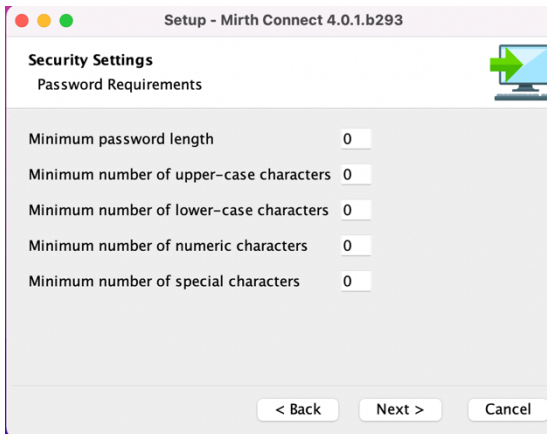 Setup - Mirth Connect 4.0.1.b293
Security Settings
Password Requirements
Minimum password length 0
Minimum number of upper-case characters 0
Minimum number of lower-case characters 0
Minimum number of numeric characters 0
Minimum number of special characters 0
< Back Next > Cancel